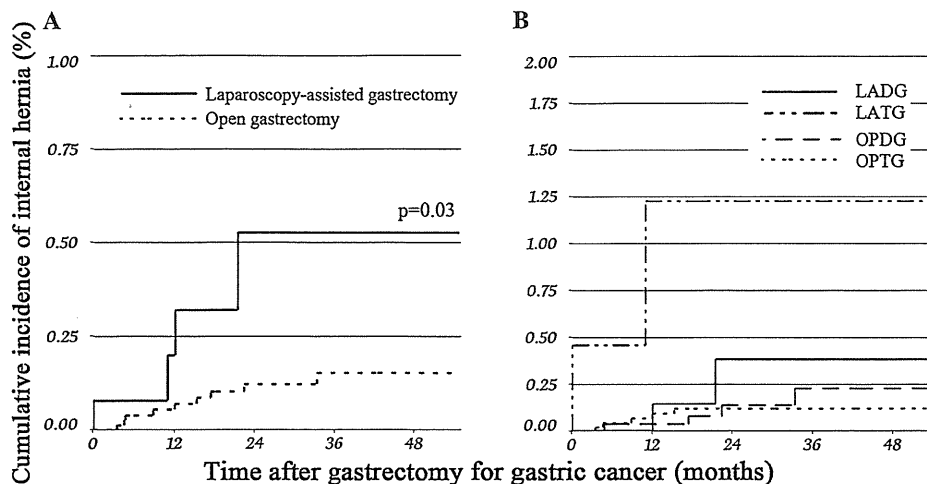 A
B
Cumulative incidence of internal hernia (%)
1.00
0.75
0.50
0.25
0.00
Laparoscopy-assisted gastrectomy
Open gastrectomy
p=0.03
0
12
24
36
48
2.00
1.75
1.50
1.25
1.00
0.75
0.50
0.25
0.00
LADG
LATG
OPDG
OPTG
0
12
24
36
48
Time after gastrectomy for gastric cancer (months)